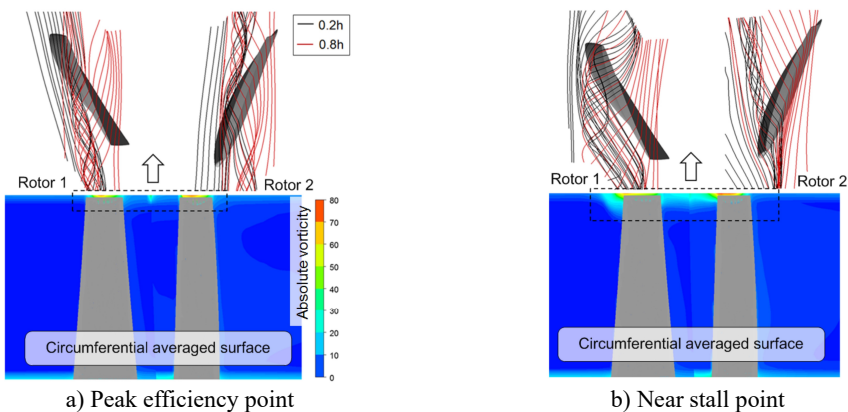 0.2h
0.8h
Rotor 1
Rotor 2
Absolute vorticity
80
70
60
50
40
30
20
10
0
Circumferential averaged surface
a) Peak efficiency point
Rotor 1
Rotor 2
Circumferential averaged surface
b) Near stall point